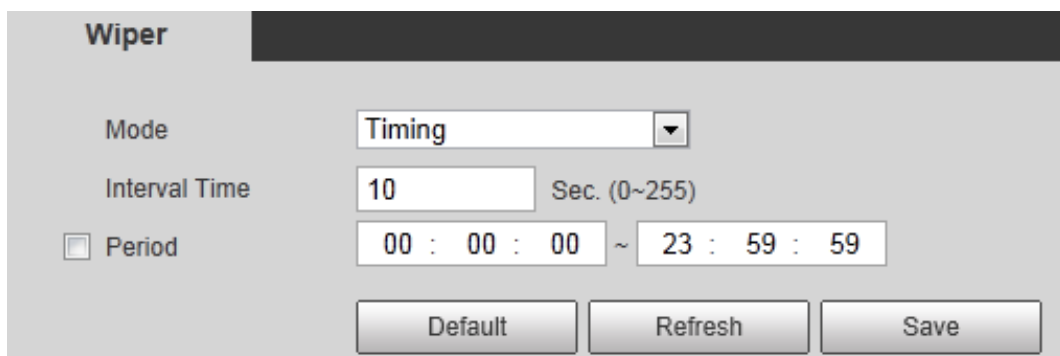 Wiper
Mode Timing
Interval Time 10 Sec. (0~255)
Period 00 : 00 : 00 ~ 23 : 59 : 59
Default Refresh Save